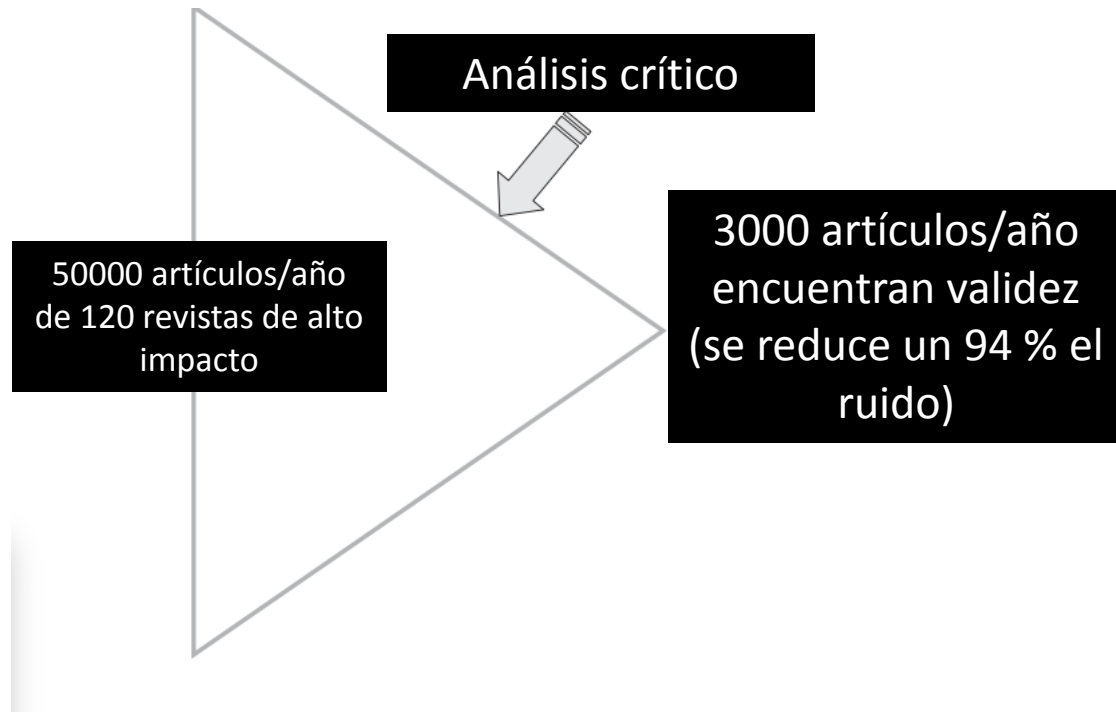 Análisis crítico
50000 artículos/año
de 120 revistas de alto
impacto
3000 artículos/año
encuentran validez
(se reduce un 94 % el
ruido)